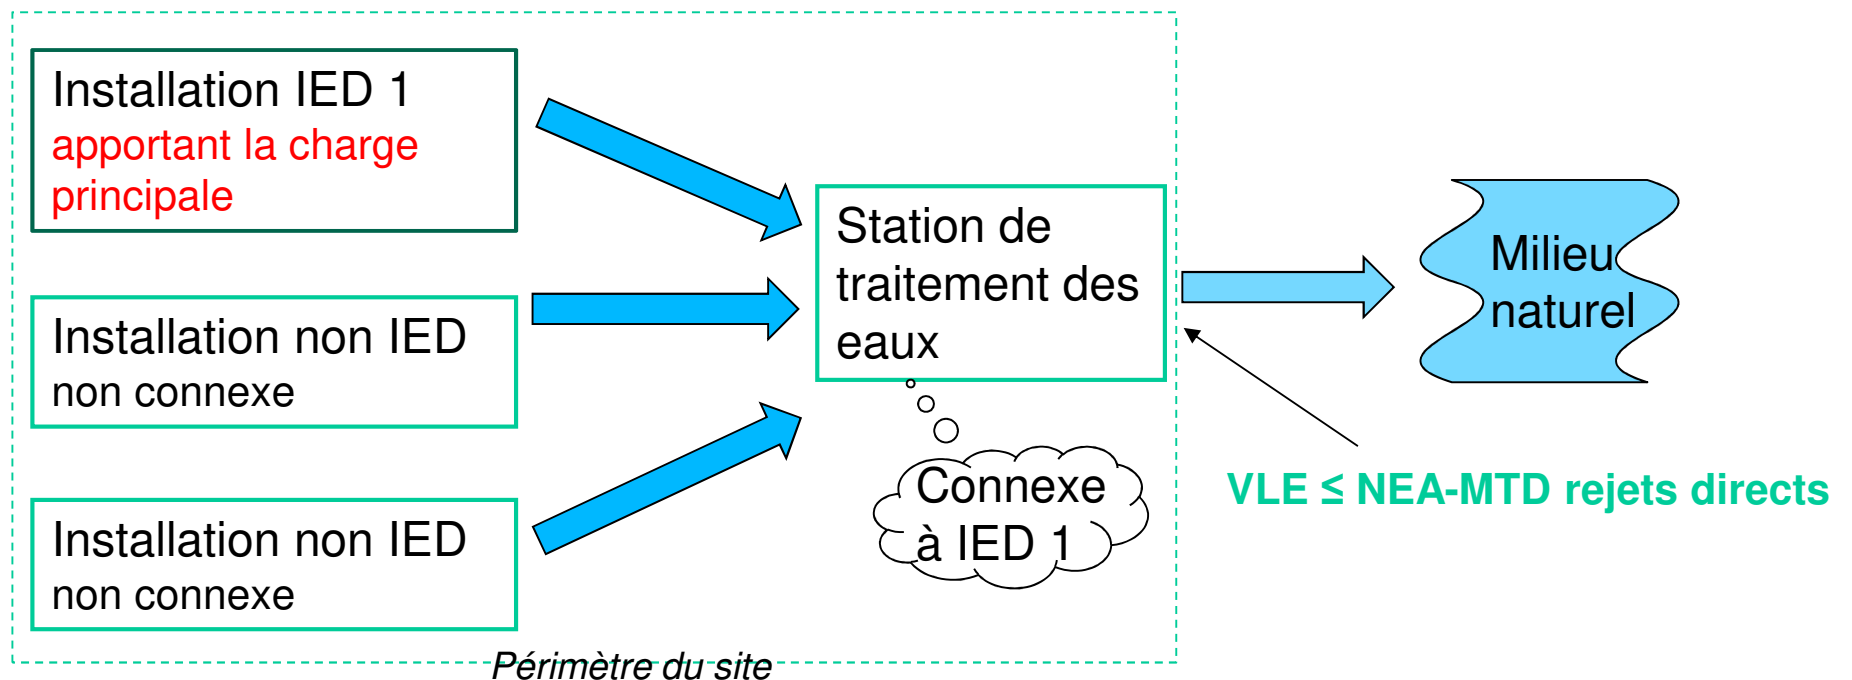 Installation IED 1
apportant la charge
principale
Installation non IED
non connexe
Installation non IED
non connexe
Station de
traitement des
eaux
Connexe
à IED 1
Milieu
naturel
VLE ≤ NEA-MTD rejets directs
Périmètre du site